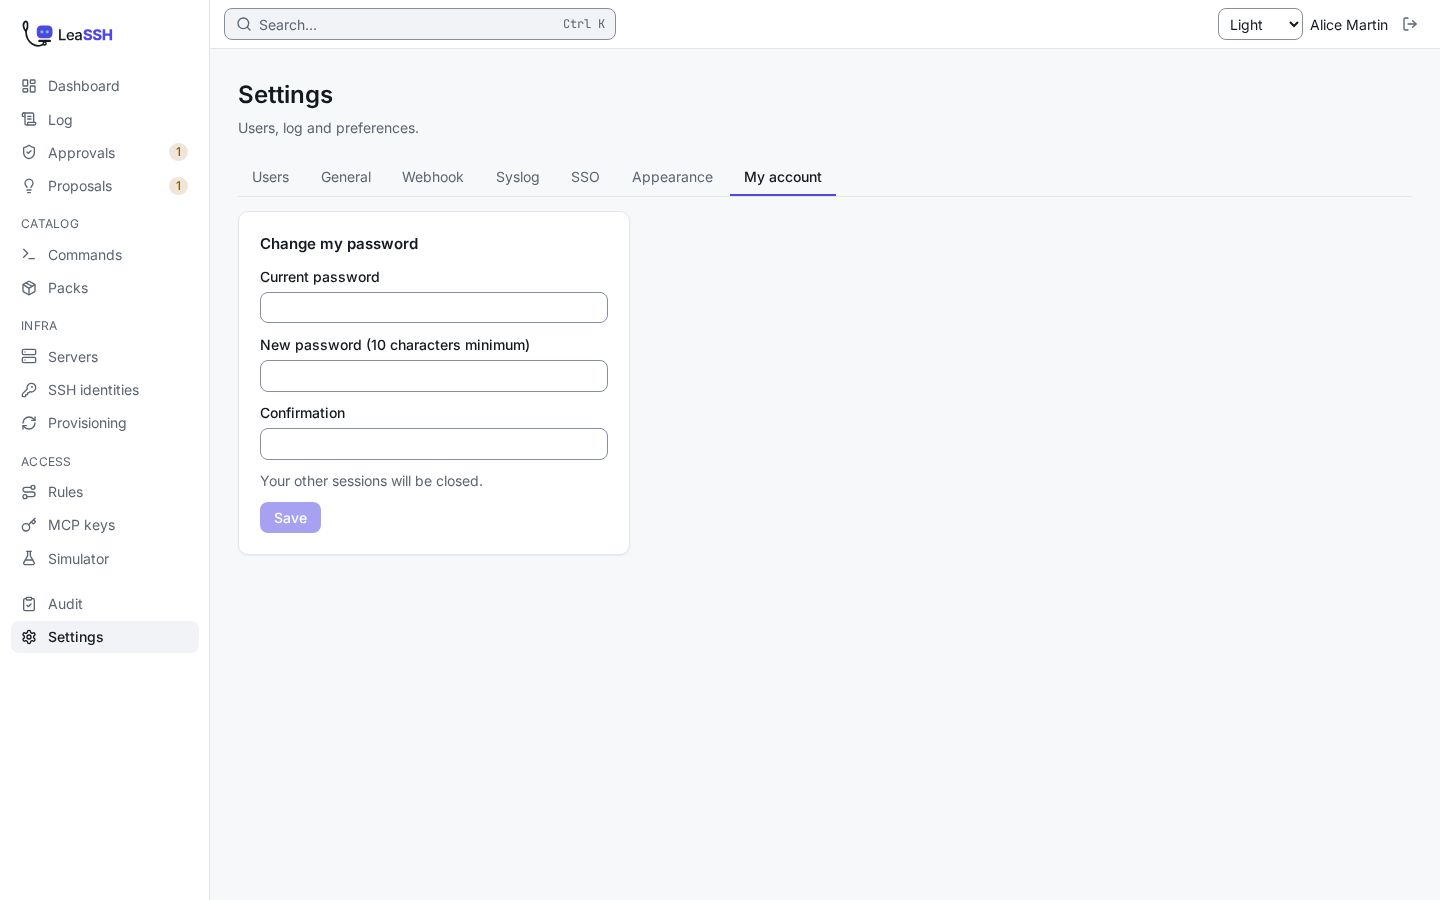 LeaSSH
Search...
Ctrl K
Light
Alice Martin
Dashboard
Log
Approvals 1
Proposals 1
CATALOG
Commands
Packs
INFRA
Servers
SSH identities
Provisioning
ACCESS
Rules
MCP keys
Simulator
Audit
Settings
Settings
Users, log and preferences.
Users General Webhook Syslog SSO Appearance My account
Change my password
Current password
New password (10 characters minimum)
Confirmation
Your other sessions will be closed.
Save